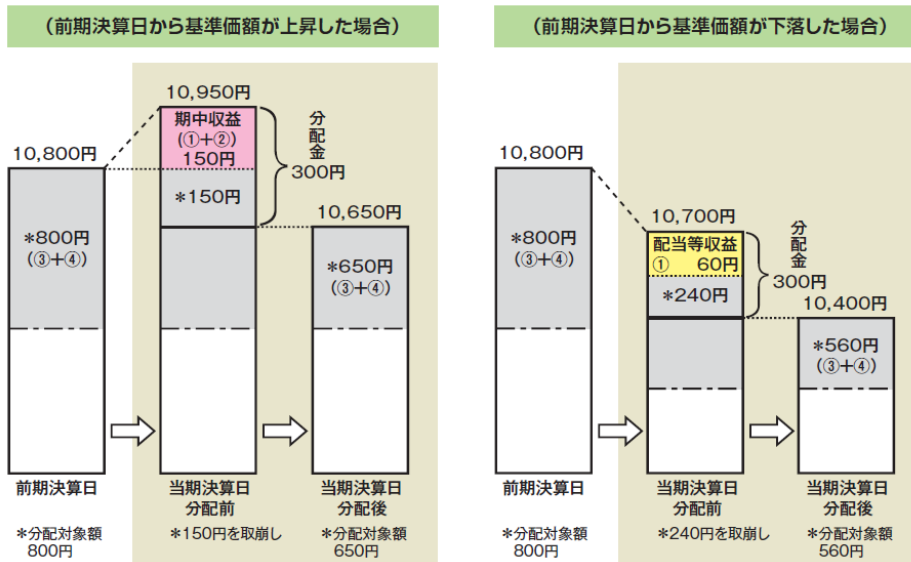 (前期決算日から基準価額が上昇した場合)
10,950円
期中収益
(①+②)
150円
分配金
300円
10,800円
*150円
10,650円
*800円
(③+④)
*650円
(③+④)
前期決算日
当期決算日
分配前
当期決算日
分配後
*分配対象額
800円
*150円を取崩し
*分配対象額
650円
(前期決算日から基準価額が下落した場合)
10,800円
10,700円
配当等収益
① 60円
分配金
300円
*240円
10,400円
*800円
(③+④)
*560円
(③+④)
前期決算日
当期決算日
分配前
当期決算日
分配後
*分配対象額
800円
*240円を取崩し
*分配対象額
560円